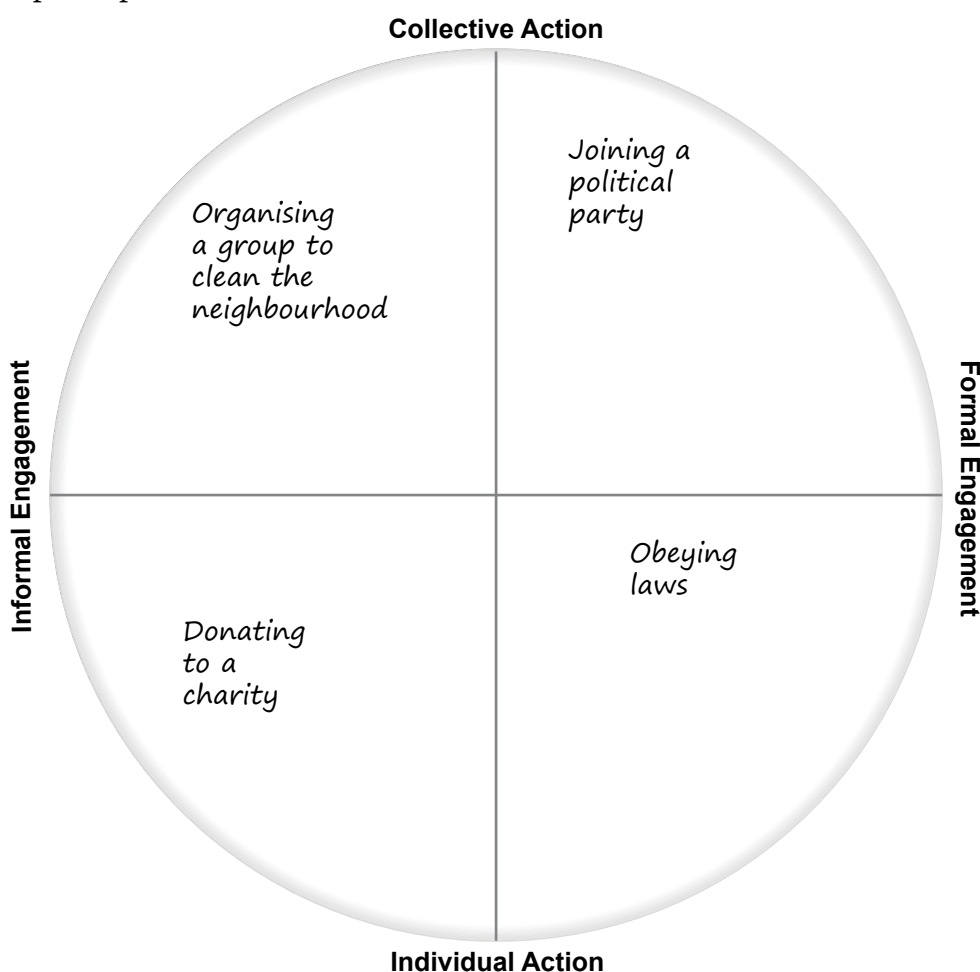 Collective Action
Joining a
political
party
Organising
a group to
clean the
neighbourhood
Informal Engagement
Formal Engagement
Obeying
laws
Donating
to a
charity
Individual Action